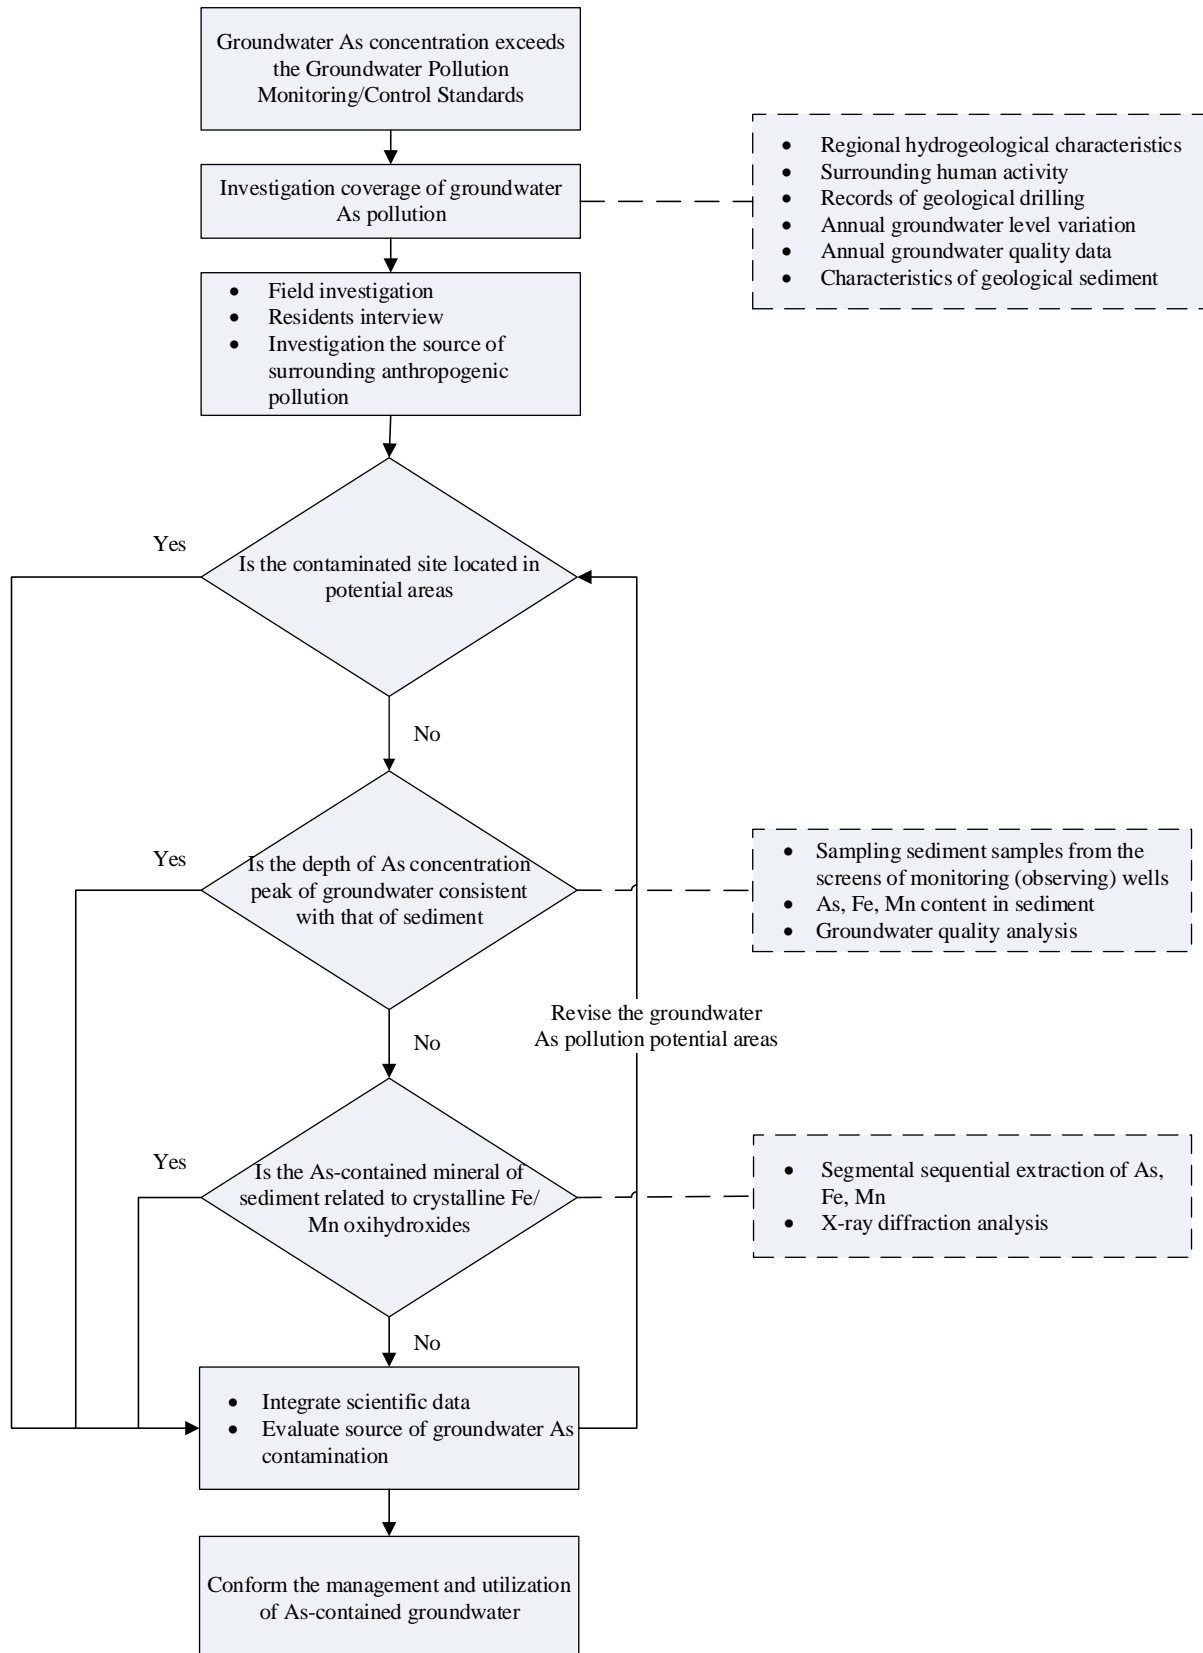 Groundwater As concentration exceeds
the Groundwater Pollution
Monitoring/Control Standards
• Regional hydrogeological characteristics
• Surrounding human activity
• Records of geological drilling
• Annual groundwater level variation
• Annual groundwater quality data
• Characteristics of geological sediment
Investigation coverage of groundwater
As pollution
• Field investigation
• Residents interview
• Investigation the source of
surrounding anthropogenic
pollution
Yes
Is the contaminated site located in
potential areas
No
Yes
Is the depth of As concentration
peak of groundwater consistent
with that of sediment
• Sampling sediment samples from the
screens of monitoring (observing) wells
• As, Fe, Mn content in sediment
• Groundwater quality analysis
Revise the groundwater
As pollution potential areas
No
Yes
Is the As-contained mineral of
sediment related to crystalline Fe/
Mn oxihydroxides
• Segmental sequential extraction of As,
Fe, Mn
• X-ray diffraction analysis
No
• Integrate scientific data
• Evaluate source of groundwater As
contamination
Conform the management and utilization
of As-contained groundwater